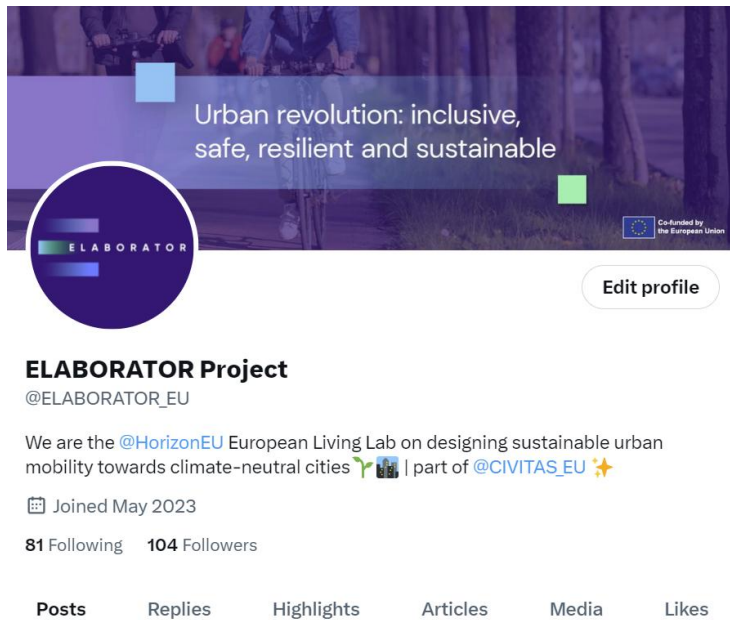 Urban revolution: inclusive,
safe, resilient and sustainable
Co-funded by
the European Union
ELABORATOR
Edit profile
ELABORATOR Project
@ELABORATOR_EU
We are the @HorizonEU European Living Lab on designing sustainable urban
mobility towards climate-neutral cities🌱🏙️ | part of @CIVITAS_EU ✨
Joined May 2023
81 Following 104 Followers
Posts Replies Highlights Articles Media Likes